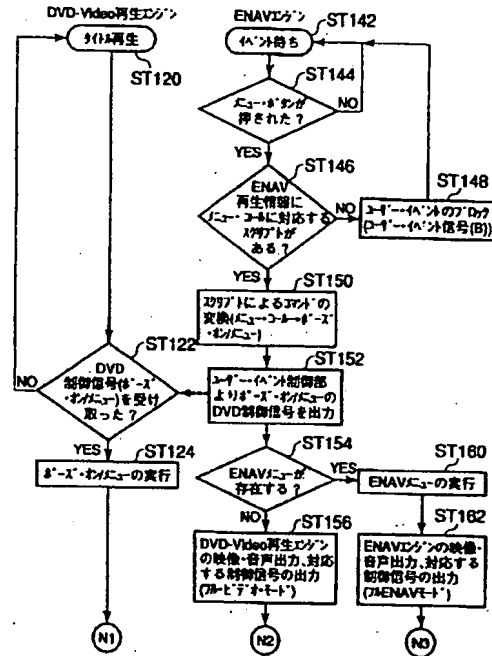 DVD-Video再生エンジン
タイトル再生
ST120
ENAVエンジン
ST142
イベント待ち
ST144
メニュー・ボタンが
押された?
NO
YES
ST146
ENAV
再生情報に
メニュー・コールに対応する
スクリプトが
ある?
NO
ST148
ユーザー・イベントのブロック
(ユーザー・イベント信号(B))
YES
ST150
スクリプトによるコマンドの
変換(メニュー・コール→ポーズ・
オン/メニュー)
ST122
DVD
制御信号(ポーズ・
オン/メニュー)を受け
取った?
NO
YES
ST152
ユーザー・イベント制御部
よりポーズ・オン/メニューの
DVD制御信号を出力
ST124
ポーズ・オン/メニューの実行
ST154
ENAVメニューが
存在する?
YES
NO
ST160
ENAVメニューの実行
ST156
DVD-Video再生エンジン
の映像・音声出力、対応
する制御信号の出力
(フル・ビデオ・モード)
ST162
ENAVエンジンの映像・
音声出力、対応する
制御信号の出力
(フルENAVモード)
N1
N2
N3